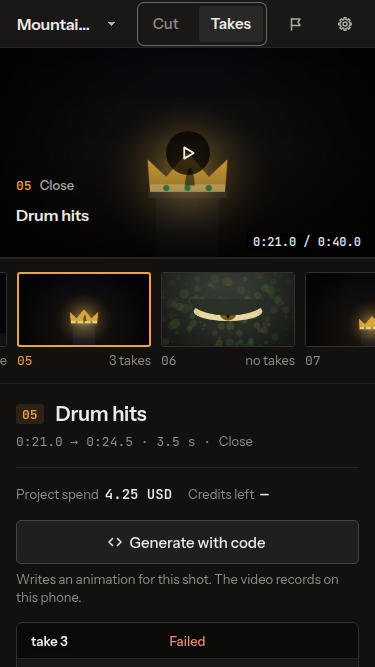 Mountai...
Cut
Takes
05 Close
Drum hits
0:21.0 / 0:40.0
e
05 3 takes
06 no takes
07
05 Drum hits
0:21.0 → 0:24.5 · 3.5 s · Close
Project spend 4.25 USD Credits left —
Generate with code
Writes an animation for this shot. The video records on
this phone.
take 3 Failed